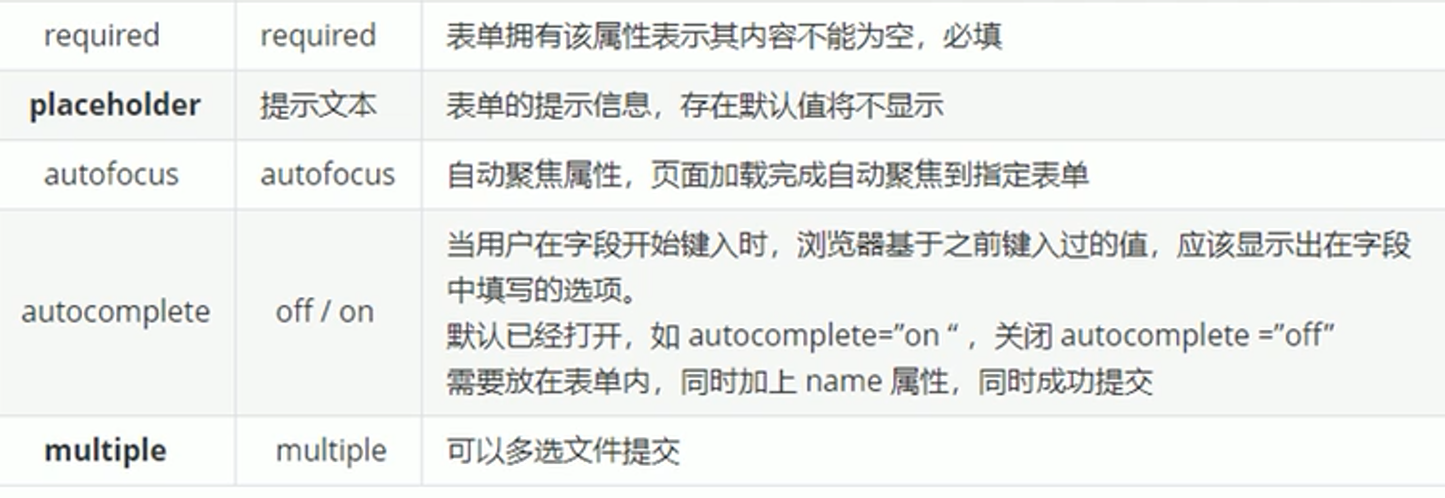 required required 表单拥有该属性表示其内容不能为空，必填
placeholder 提示文本 表单的提示信息，存在默认值将不显示
autofocus autofocus 自动聚焦属性，页面加载完成自动聚焦到指定表单
autocomplete off / on 当用户在字段开始键入时，浏览器基于之前键入过的值，应该显示出在字段
中填写的选项。
默认已经打开，如 autocomplete=”on “ ，关闭 autocomplete =”off”
需要放在表单内，同时加上 name 属性，同时成功提交
multiple multiple 可以多选文件提交